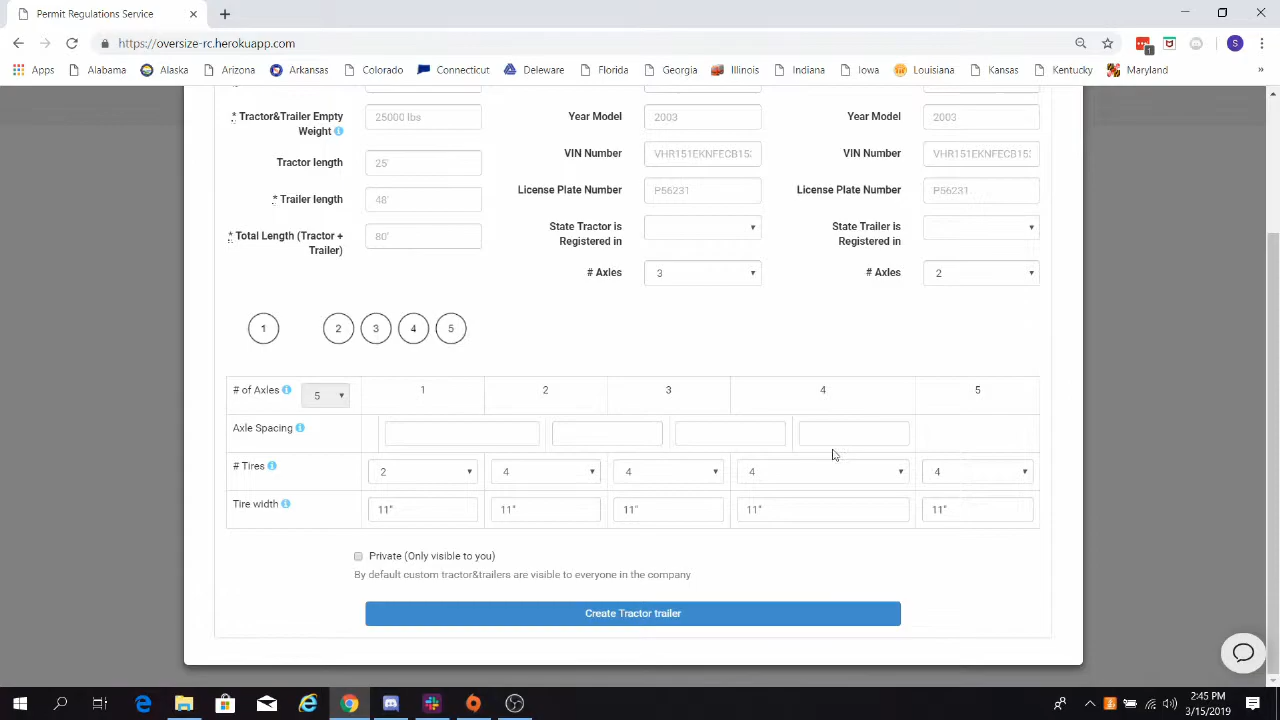 Permit Regulations Service
https://oversize-rc.herokuapp.com
1
S
Apps Alabama Alaska Arizona Arkansas Colorado Connecticut Delaware Florida Georgia Illinois Indiana Iowa Louisiana Kansas Kentucky Maryland »
* Tractor&Trailer Empty Weight 25000 lbs
Tractor length 25'
* Trailer length 48'
* Total Length (Tractor + Trailer) 80'
Year Model 2003
VIN Number VHR151EKNFECB15
License Plate Number P56231
State Tractor is Registered in
# Axles 3
Year Model 2003
VIN Number VHR151EKNFECB15
License Plate Number P56231
State Trailer is Registered in
# Axles 2
1 2 3 4 5
# of Axles 5 1 2 3 4 5
Axle Spacing
# Tires 2 4 4 4 4
Tire width 11" 11" 11" 11" 11"
Private (Only visible to you)
By default custom tractor&trailers are visible to everyone in the company
Create Tractor trailer
2:45 PM
3/15/2019